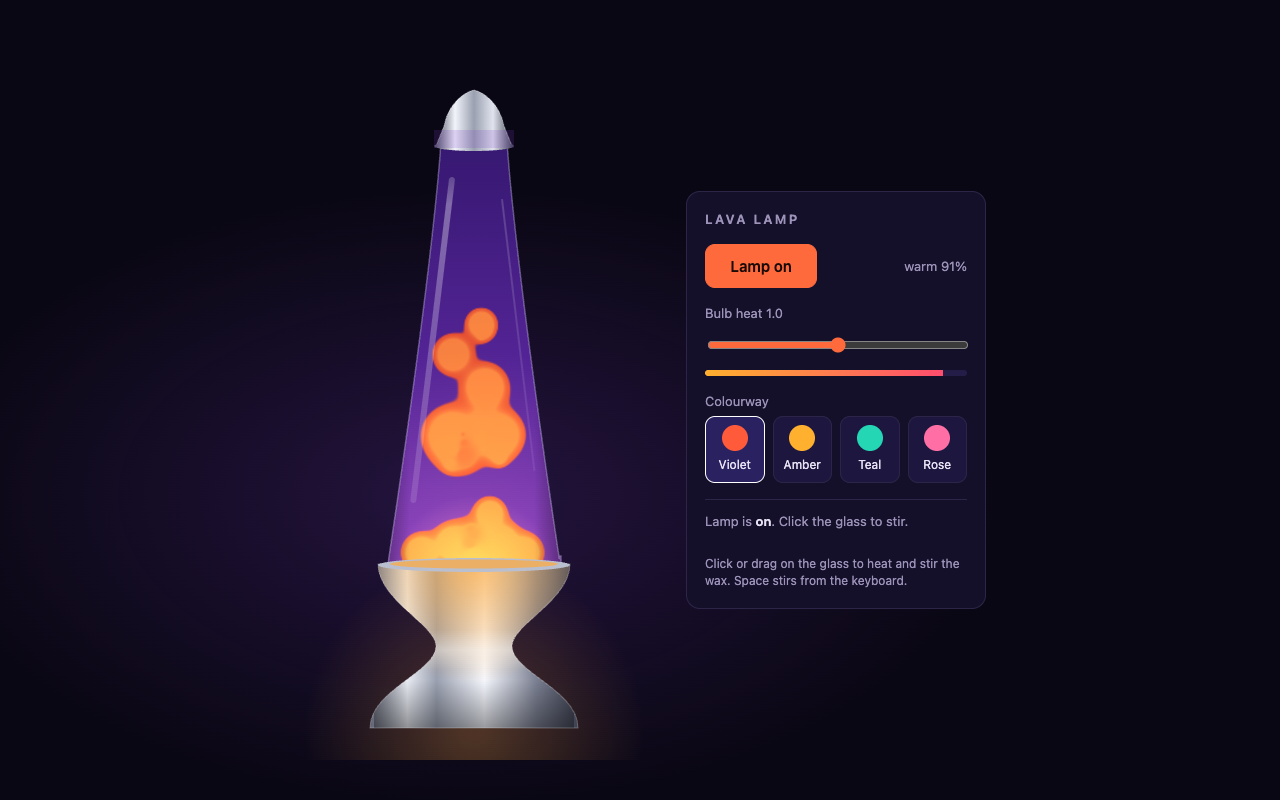 LAVA LAMP
Lamp on
warm 91%
Bulb heat 1.0
Colourway
Violet
Amber
Teal
Rose
Lamp is on. Click the glass to stir.
Click or drag on the glass to heat and stir the
wax. Space stirs from the keyboard.